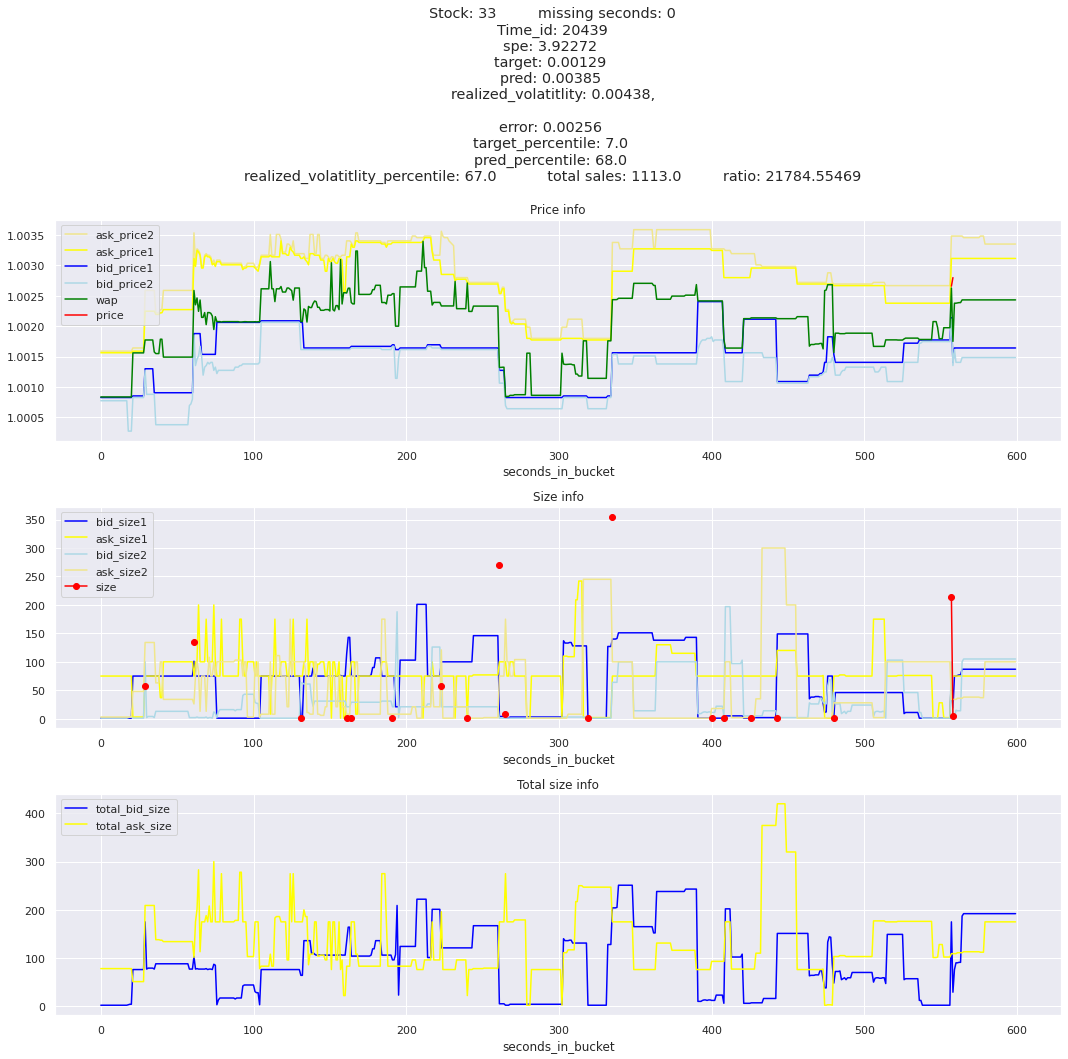 Stock: 33 missing seconds: 0
Time_id: 20439
spe: 3.92272
target: 0.00129
pred: 0.00385
realized_volatitlity: 0.00438,
error: 0.00256
target_percentile: 7.0
pred_percentile: 68.0
realized_volatitlity_percentile: 67.0 total sales: 1113.0 ratio: 21784.55469
Price info
ask_price2
ask_price1
bid_price1
bid_price2
wap
price
1.0035
1.0030
1.0025
1.0020
1.0015
1.0010
1.0005
0 100 200 300 400 500 600
seconds_in_bucket
Size info
bid_size1
ask_size1
bid_size2
ask_size2
size
350
300
250
200
150
100
50
0
0 100 200 300 400 500 600
seconds_in_bucket
Total size info
total_bid_size
total_ask_size
400
300
200
100
0
0 100 200 300 400 500 600
seconds_in_bucket